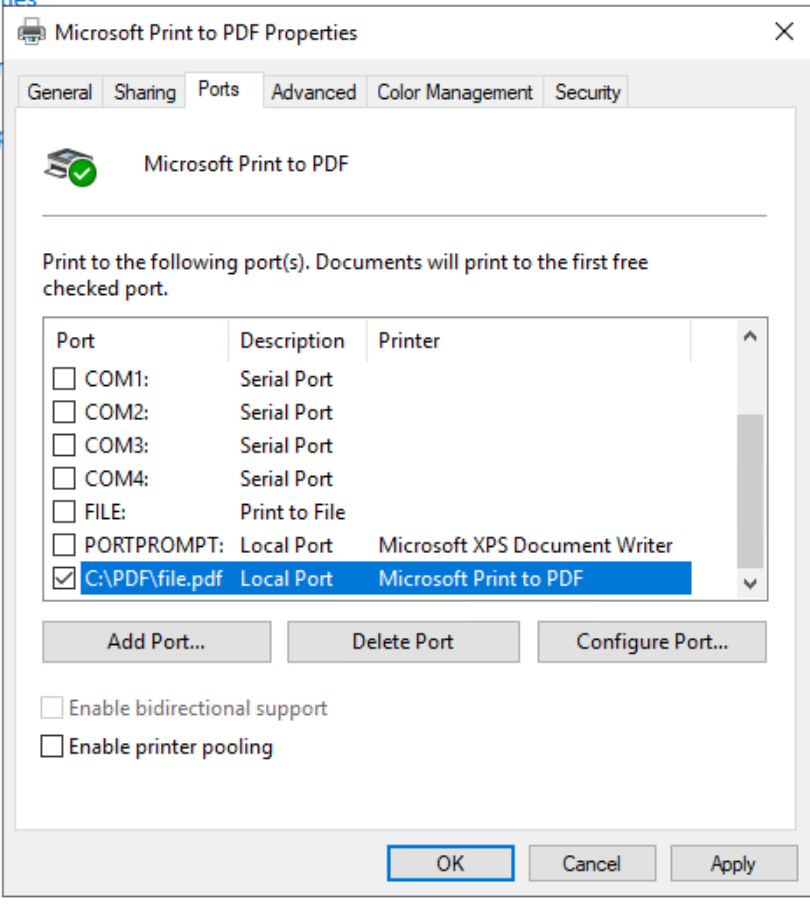 Microsoft Print to PDF Properties
General Sharing Ports Advanced Color Management Security
Microsoft Print to PDF
Print to the following port(s). Documents will print to the first free
checked port.
Port Description Printer
COM1: Serial Port
COM2: Serial Port
COM3: Serial Port
COM4: Serial Port
FILE: Print to File
PORTPROMPT: Local Port Microsoft XPS Document Writer
C:\PDF\file.pdf Local Port Microsoft Print to PDF
Add Port... Delete Port Configure Port...
Enable bidirectional support
Enable printer pooling
OK Cancel Apply